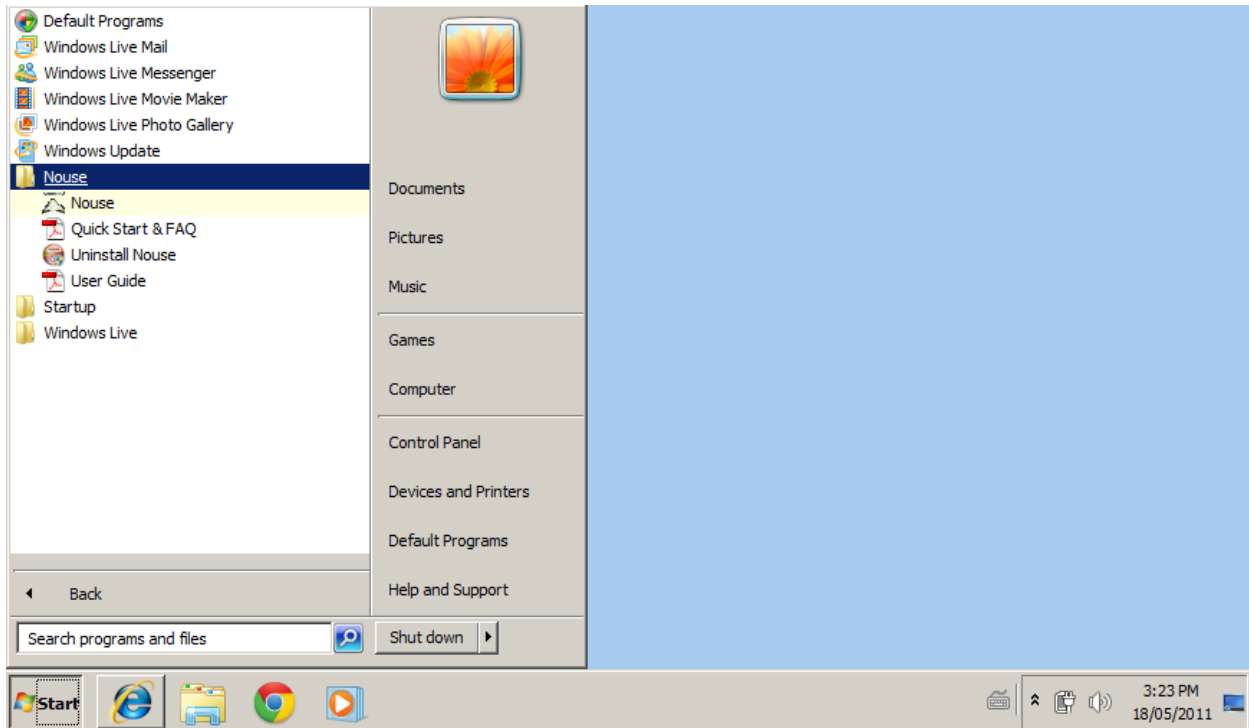 Default Programs
Windows Live Mail
Windows Live Messenger
Windows Live Movie Maker
Windows Live Photo Gallery
Windows Update
Nouse
Nouse
Quick Start & FAQ
Uninstall Nouse
User Guide
Startup
Windows Live
Back
Search programs and files
Documents
Pictures
Music
Games
Computer
Control Panel
Devices and Printers
Default Programs
Help and Support
Shut down
Start
3:23 PM
18/05/2011